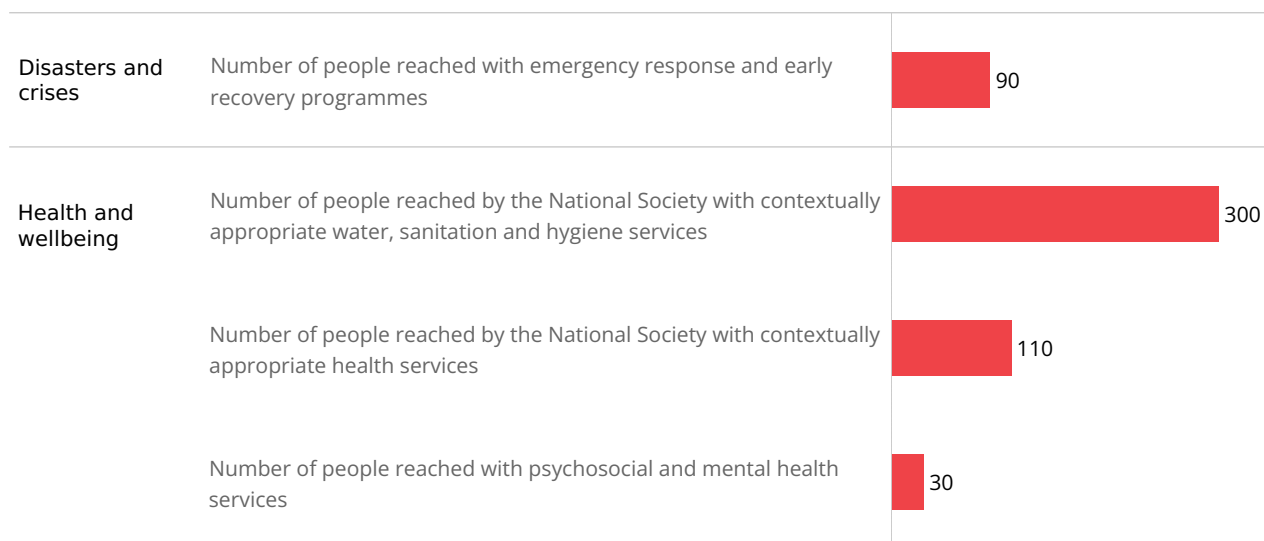 Disasters and
crises
Number of people reached with emergency response and early
recovery programmes
90
Health and
wellbeing
Number of people reached by the National Society with contextually
appropriate water, sanitation and hygiene services
300
Number of people reached by the National Society with contextually
appropriate health services
110
Number of people reached with psychosocial and mental health
services
30